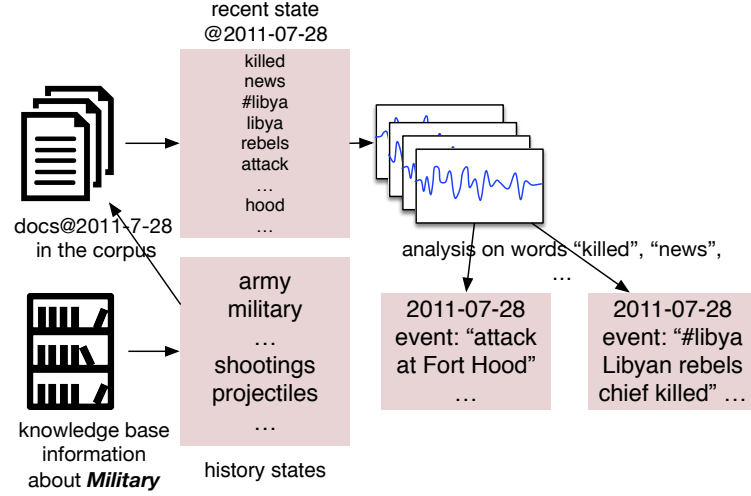 recent state
@2011-07-28
killed
news
#libya
libya
rebels
attack
...
hood
...
docs@2011-7-28
in the corpus
analysis on words “killed”, “news”,
...
army
military
...
shootings
projectiles
...
history states
knowledge base
information
about Military
2011-07-28
event: “attack
at Fort Hood”
...
2011-07-28
event: “#libya
Libyan rebels
chief killed” ...